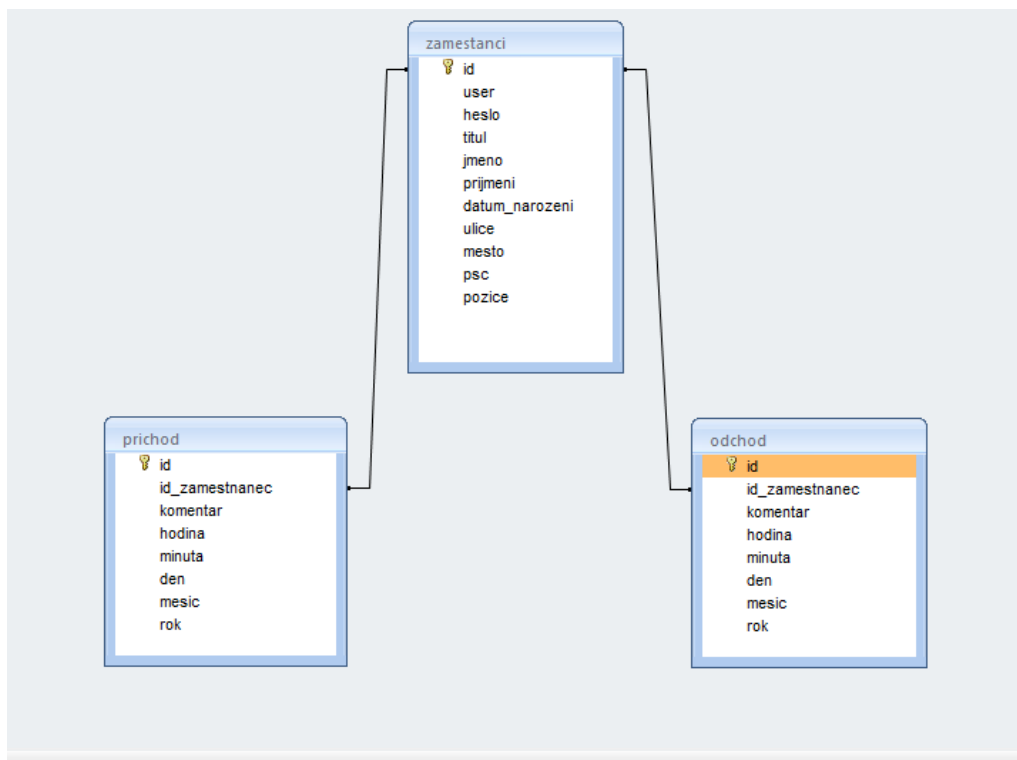 zamestanci
id
user
heslo
titul
jmeno
prijmeni
datum_narozeni
ulice
mesto
psc
pozice
prichod
id
id_zamestnanec
komentar
hodina
minuta
den
mesic
rok
odchod
id
id_zamestnanec
komentar
hodina
minuta
den
mesic
rok